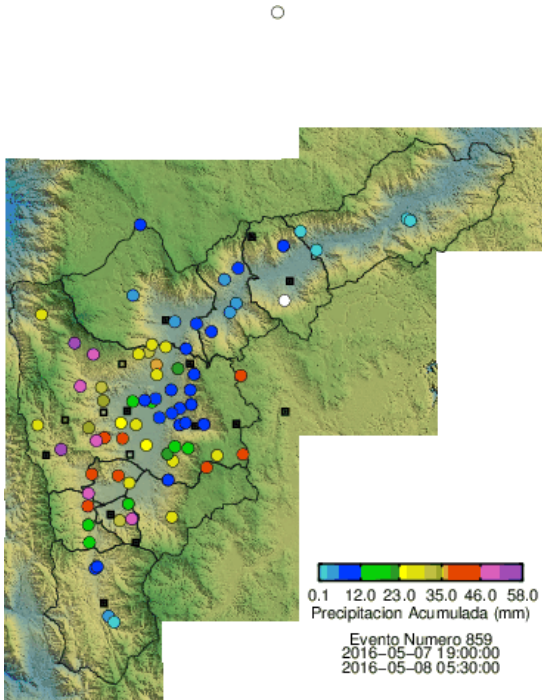 0.1 12.0 23.0 35.0 46.0 58.0
Precipitacion Acumulada (mm)
Evento Numero 859
2016-05-07 19:00:00
2016-05-08 05:30:00